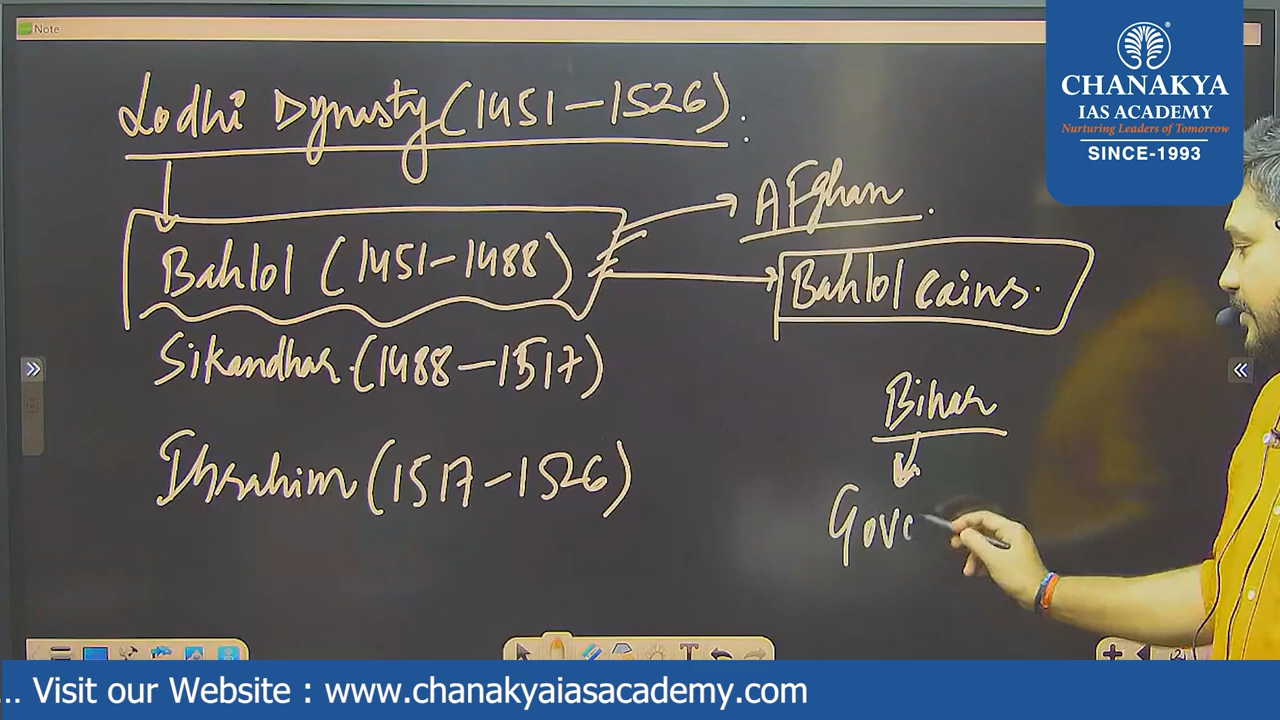 Note
CHANAKYA
IAS ACADEMY
Nurturing Leaders of Tomorrow
SINCE-1993
Lodhi Dynasty (1451-1526).
Afghan.
Bahlol (1451-1488)
Bahlol cains.
Sikandhar (1488-1517)
Bihar
Ibrahim (1517-1526)
Gove
... Visit our Website : www.chanakyaiasacademy.com